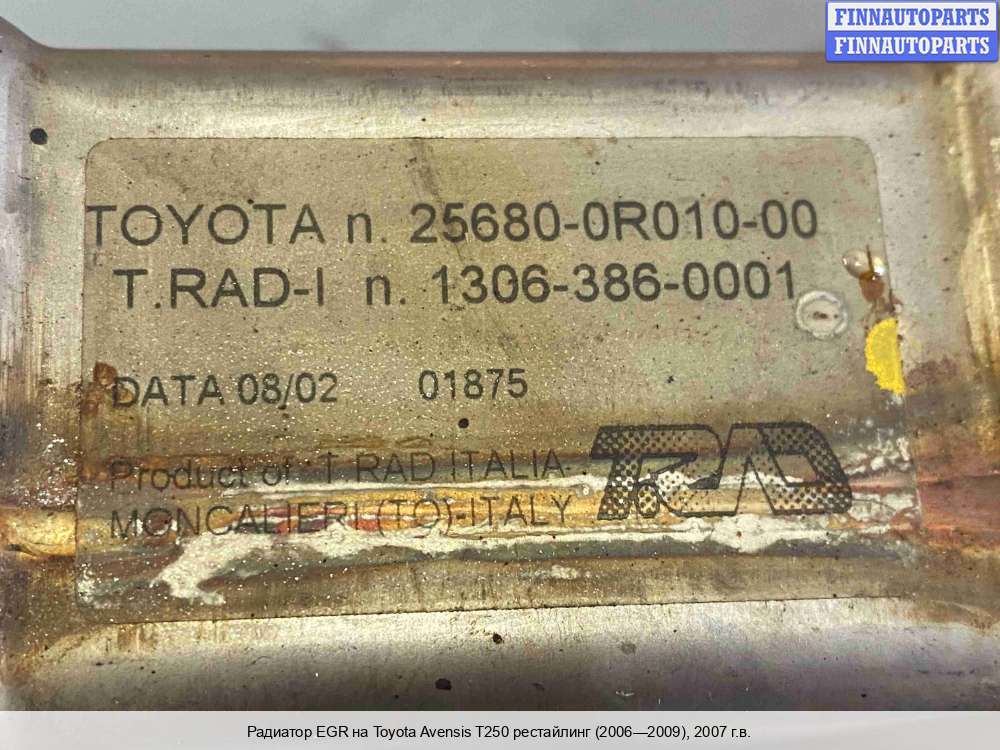 FINNAUTOPARTS
FINNAUTOPARTS
TOYOTA n. 25680-0R010-00
T.RAD-I n. 1306-386-0001
DATA 08/02 01875
Product of T RAD ITALIA
MONCALIERI (TO)-ITALY
T.RAD
Радиатор EGR на Toyota Avensis T250 рестайлинг (2006—2009), 2007 г.в.